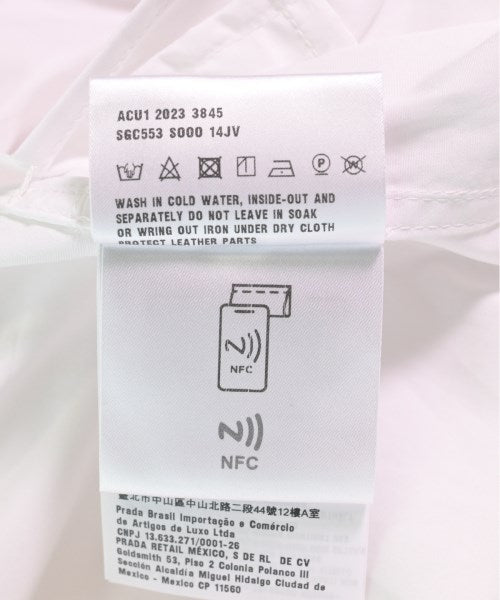 ACU1 2023 3845
SGC553 S000 14JV
WASH IN COLD WATER, INSIDE-OUT AND
SEPARATELY DO NOT LEAVE IN SOAK
OR WRING OUT IRON UNDER DRY CLOTH
PROTECT LEATHER PARTS
NFC
NFC
臺北市中山區中山北路二段44號12樓A室
Prada Brasil Importação e Comércio
de Artigos de Luxo Ltda
CNPJ 13.633.271/0001-26
PRADA RETAIL MÉXICO, S DE RL DE CV
Goldsmith 53, Piso 2 Colonia Polanco III
Sección Alcaldía Miguel Hidalgo Ciudad de
Mexico - Mexico CP 11560